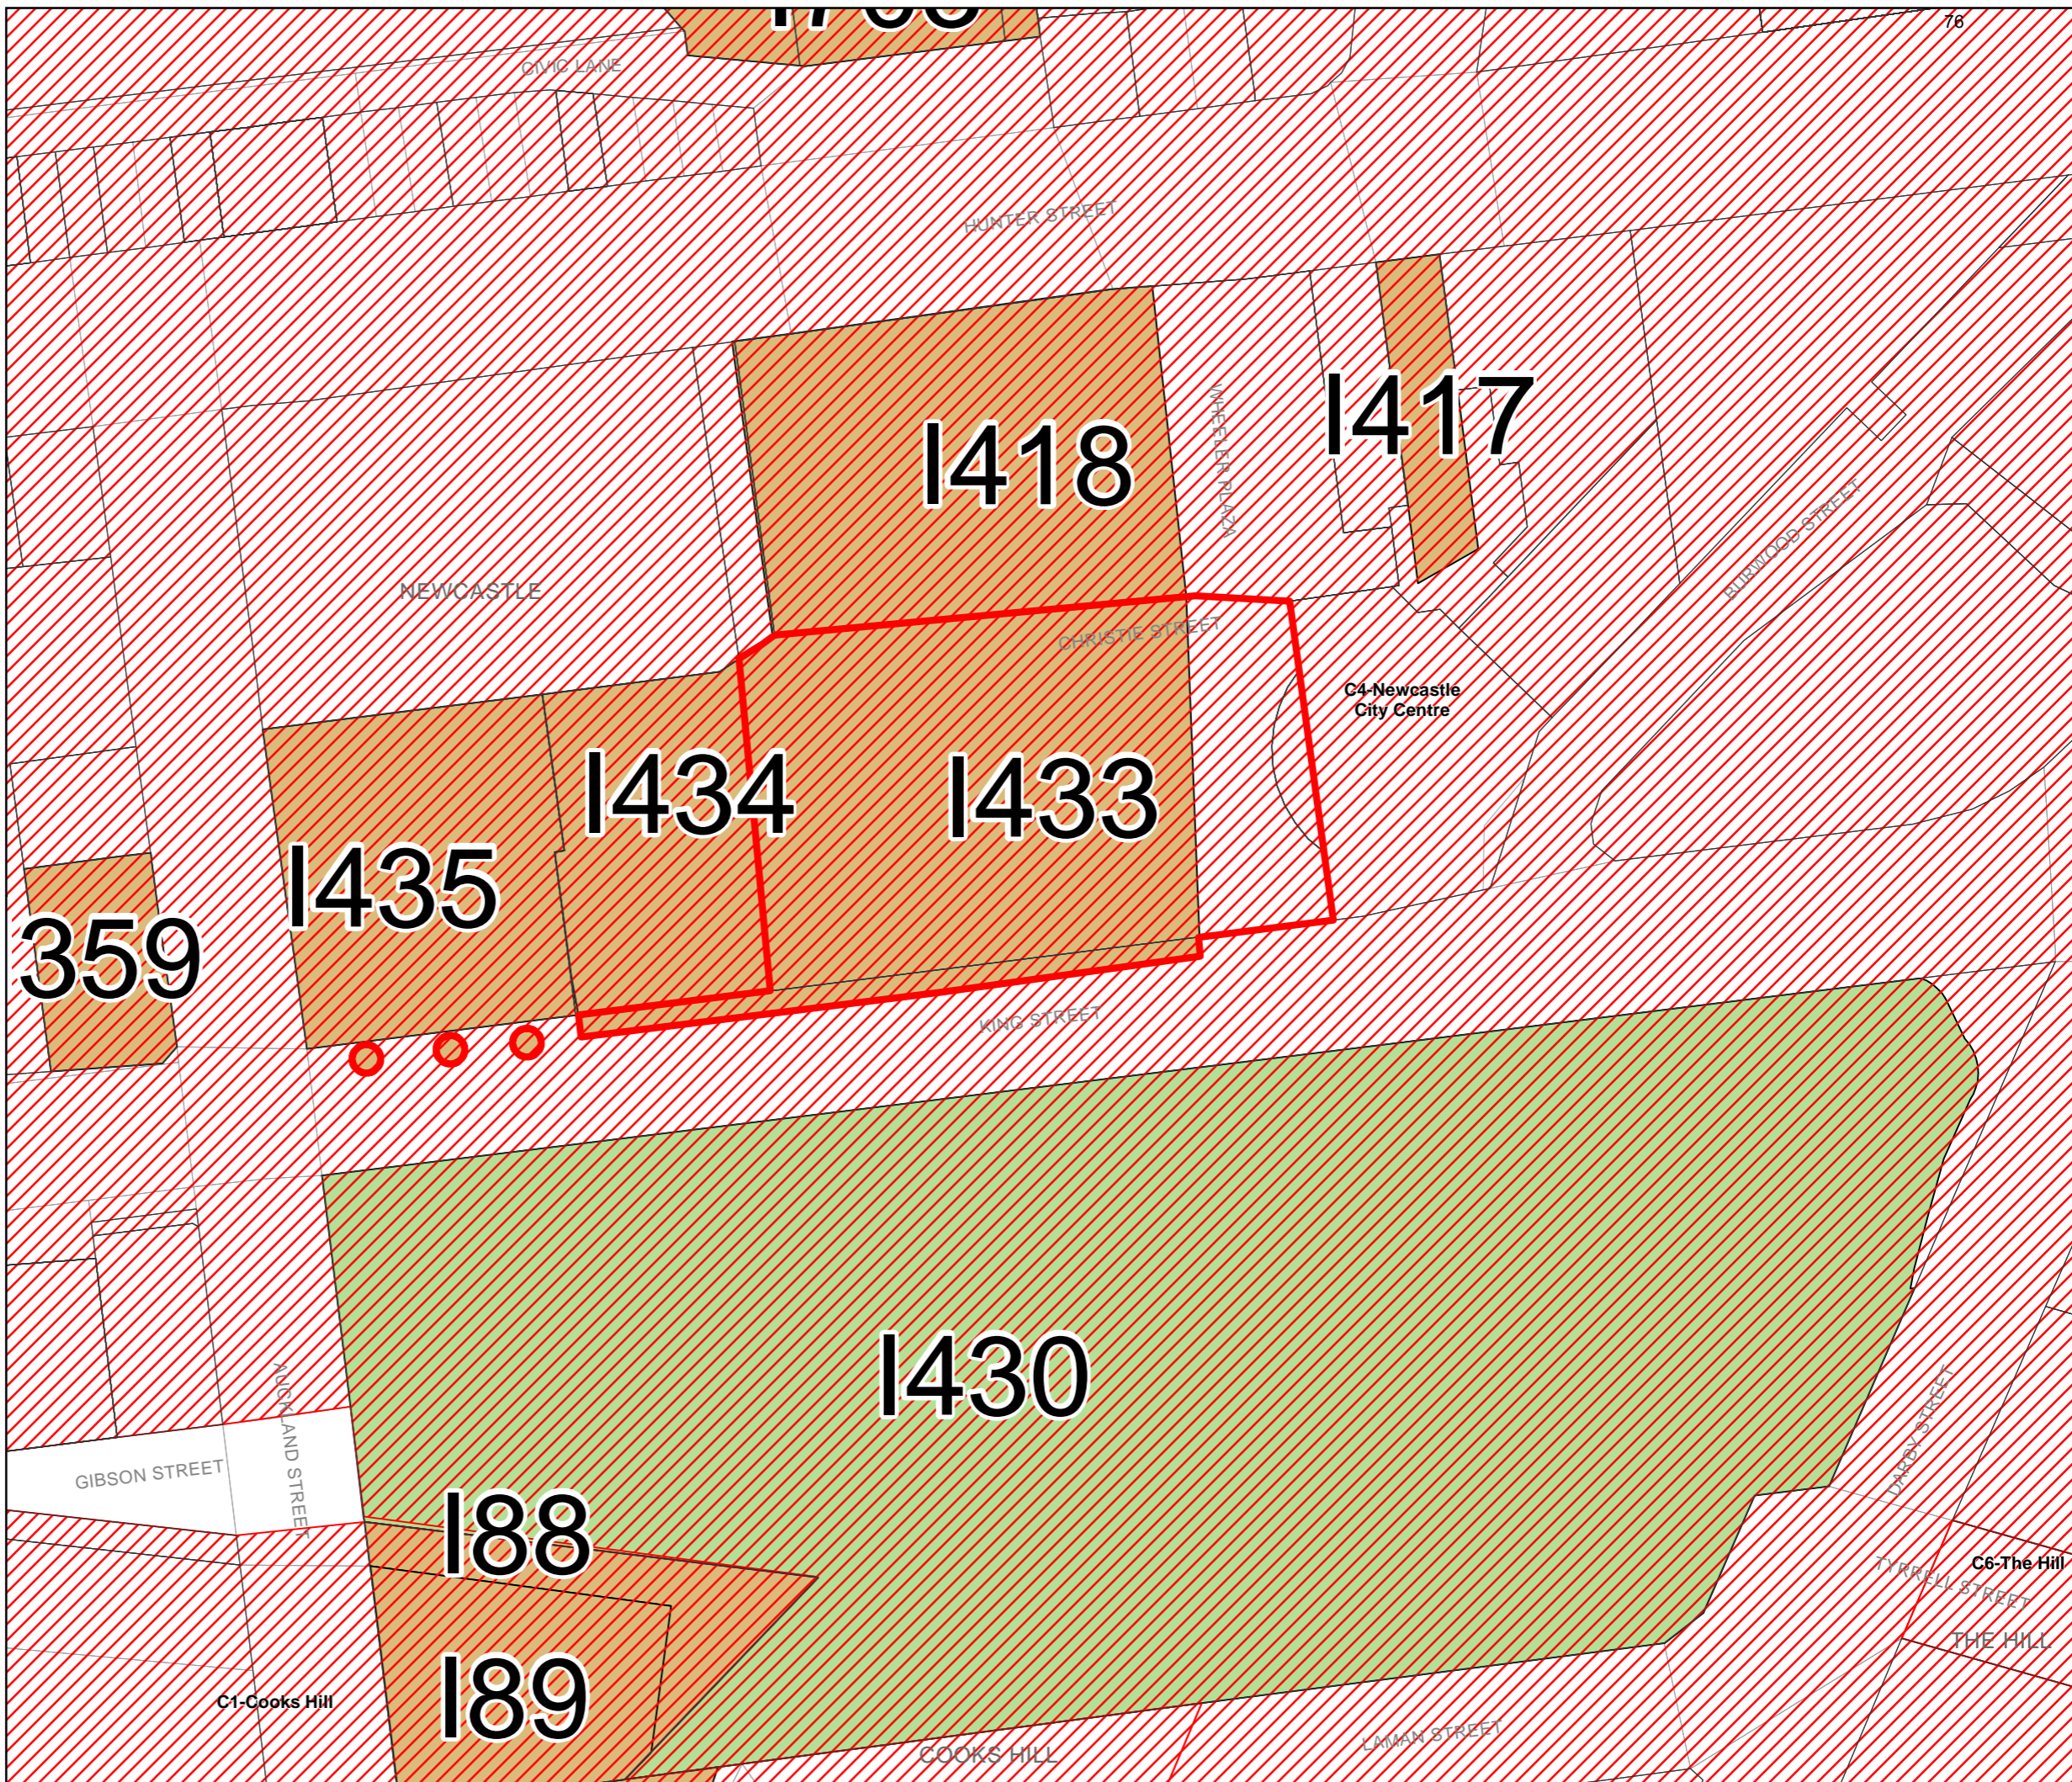 76
CIVIC LANE
HUNTER STREET
I418
I417
WHEELER PLAZA
BURWOOD STREET
NEWCASTLE
CHRISTIE STREET
C4-Newcastle
City Centre
I434
I433
I435
359
KING STREET
I430
AUCKLAND STREET
GIBSON STREET
DARBY STREET
I88
C6-The Hill
TYRRELL STREET
THE HILL
I89
C1-Cooks Hill
LAMAN STREET
COOKS HILL